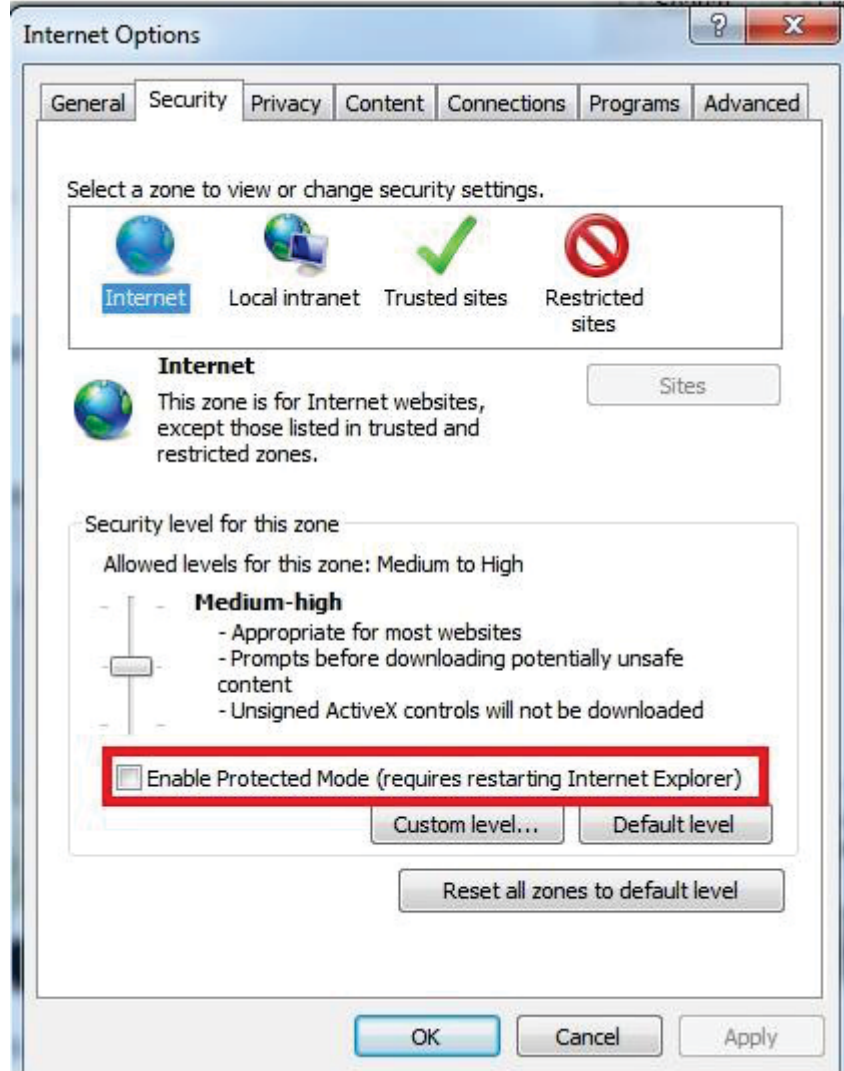 Internet Options
?
X
General Security Privacy Content Connections Programs Advanced
Select a zone to view or change security settings.
Internet Local intranet Trusted sites Restricted
sites
Internet
Sites
This zone is for Internet websites,
except those listed in trusted and
restricted zones.
Security level for this zone
Allowed levels for this zone: Medium to High
Medium-high
- Appropriate for most websites
- Prompts before downloading potentially unsafe
content
- Unsigned ActiveX controls will not be downloaded
Enable Protected Mode (requires restarting Internet Explorer)
Custom level... Default level
Reset all zones to default level
OK Cancel Apply